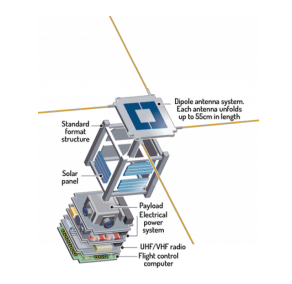 Dipole antenna system.
Each antenna unfolds
up to 55cm in length
Standard
format
structure
Solar
panel
Payload
Electrical
power
system
UHF/VHF radio
Flight control
computer